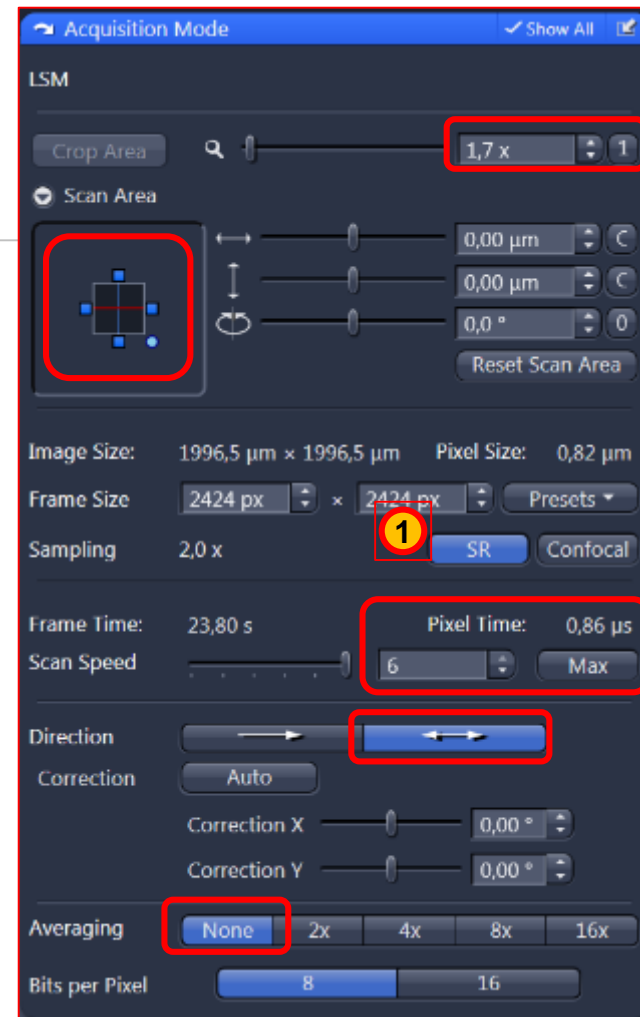 Acquisition Mode Show All
LSM
Crop Area 1,7 x 1
Scan Area
0,00 µm C
0,00 µm C
0,0 ° 0
Reset Scan Area
Image Size: 1996,5 µm × 1996,5 µm Pixel Size: 0,82 µm
Frame Size 2424 px × 2424 px Presets
1
Sampling 2,0 x SR Confocal
Frame Time: 23,80 s Pixel Time: 0,86 µs
Scan Speed 6 Max
Direction
Correction Auto
Correction X 0,00 °
Correction Y 0,00 °
Averaging None 2x 4x 8x 16x
Bits per Pixel 8 16